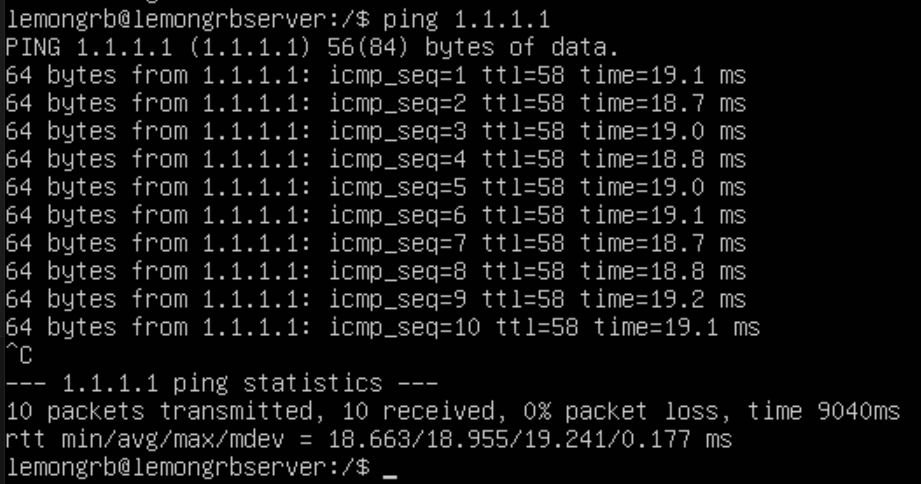 lemongrb@lemongrbserver:/$ ping 1.1.1.1
PING 1.1.1.1 (1.1.1.1) 56(84) bytes of data.
64 bytes from 1.1.1.1: icmp_seq=1 ttl=58 time=19.1 ms
64 bytes from 1.1.1.1: icmp_seq=2 ttl=58 time=18.7 ms
64 bytes from 1.1.1.1: icmp_seq=3 ttl=58 time=19.0 ms
64 bytes from 1.1.1.1: icmp_seq=4 ttl=58 time=18.8 ms
64 bytes from 1.1.1.1: icmp_seq=5 ttl=58 time=19.0 ms
64 bytes from 1.1.1.1: icmp_seq=6 ttl=58 time=19.1 ms
64 bytes from 1.1.1.1: icmp_seq=7 ttl=58 time=18.7 ms
64 bytes from 1.1.1.1: icmp_seq=8 ttl=58 time=18.8 ms
64 bytes from 1.1.1.1: icmp_seq=9 ttl=58 time=19.2 ms
64 bytes from 1.1.1.1: icmp_seq=10 ttl=58 time=19.1 ms
^C
--- 1.1.1.1 ping statistics ---
10 packets transmitted, 10 received, 0% packet loss, time 9040ms
rtt min/avg/max/mdev = 18.663/18.955/19.241/0.177 ms
lemongrb@lemongrbserver:/$ _